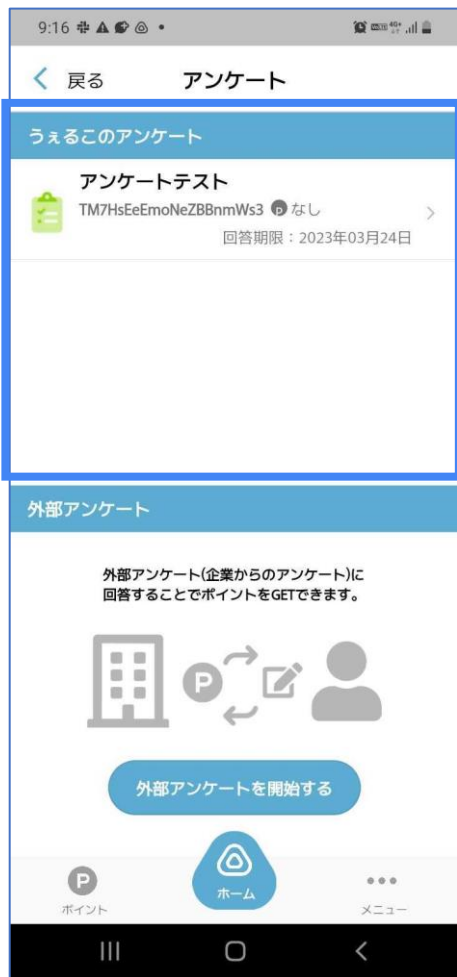 9:16
戻る
アンケート
うぇるこのアンケート
アンケートテスト
TM7HsEeEmoNeZBBnmWs3 P なし
回答期限：2023年03月24日
外部アンケート
外部アンケート(企業からのアンケート)に
回答することでポイントをGETできます。
P
外部アンケートを開始する
P
ポイント
ホーム
メニュー